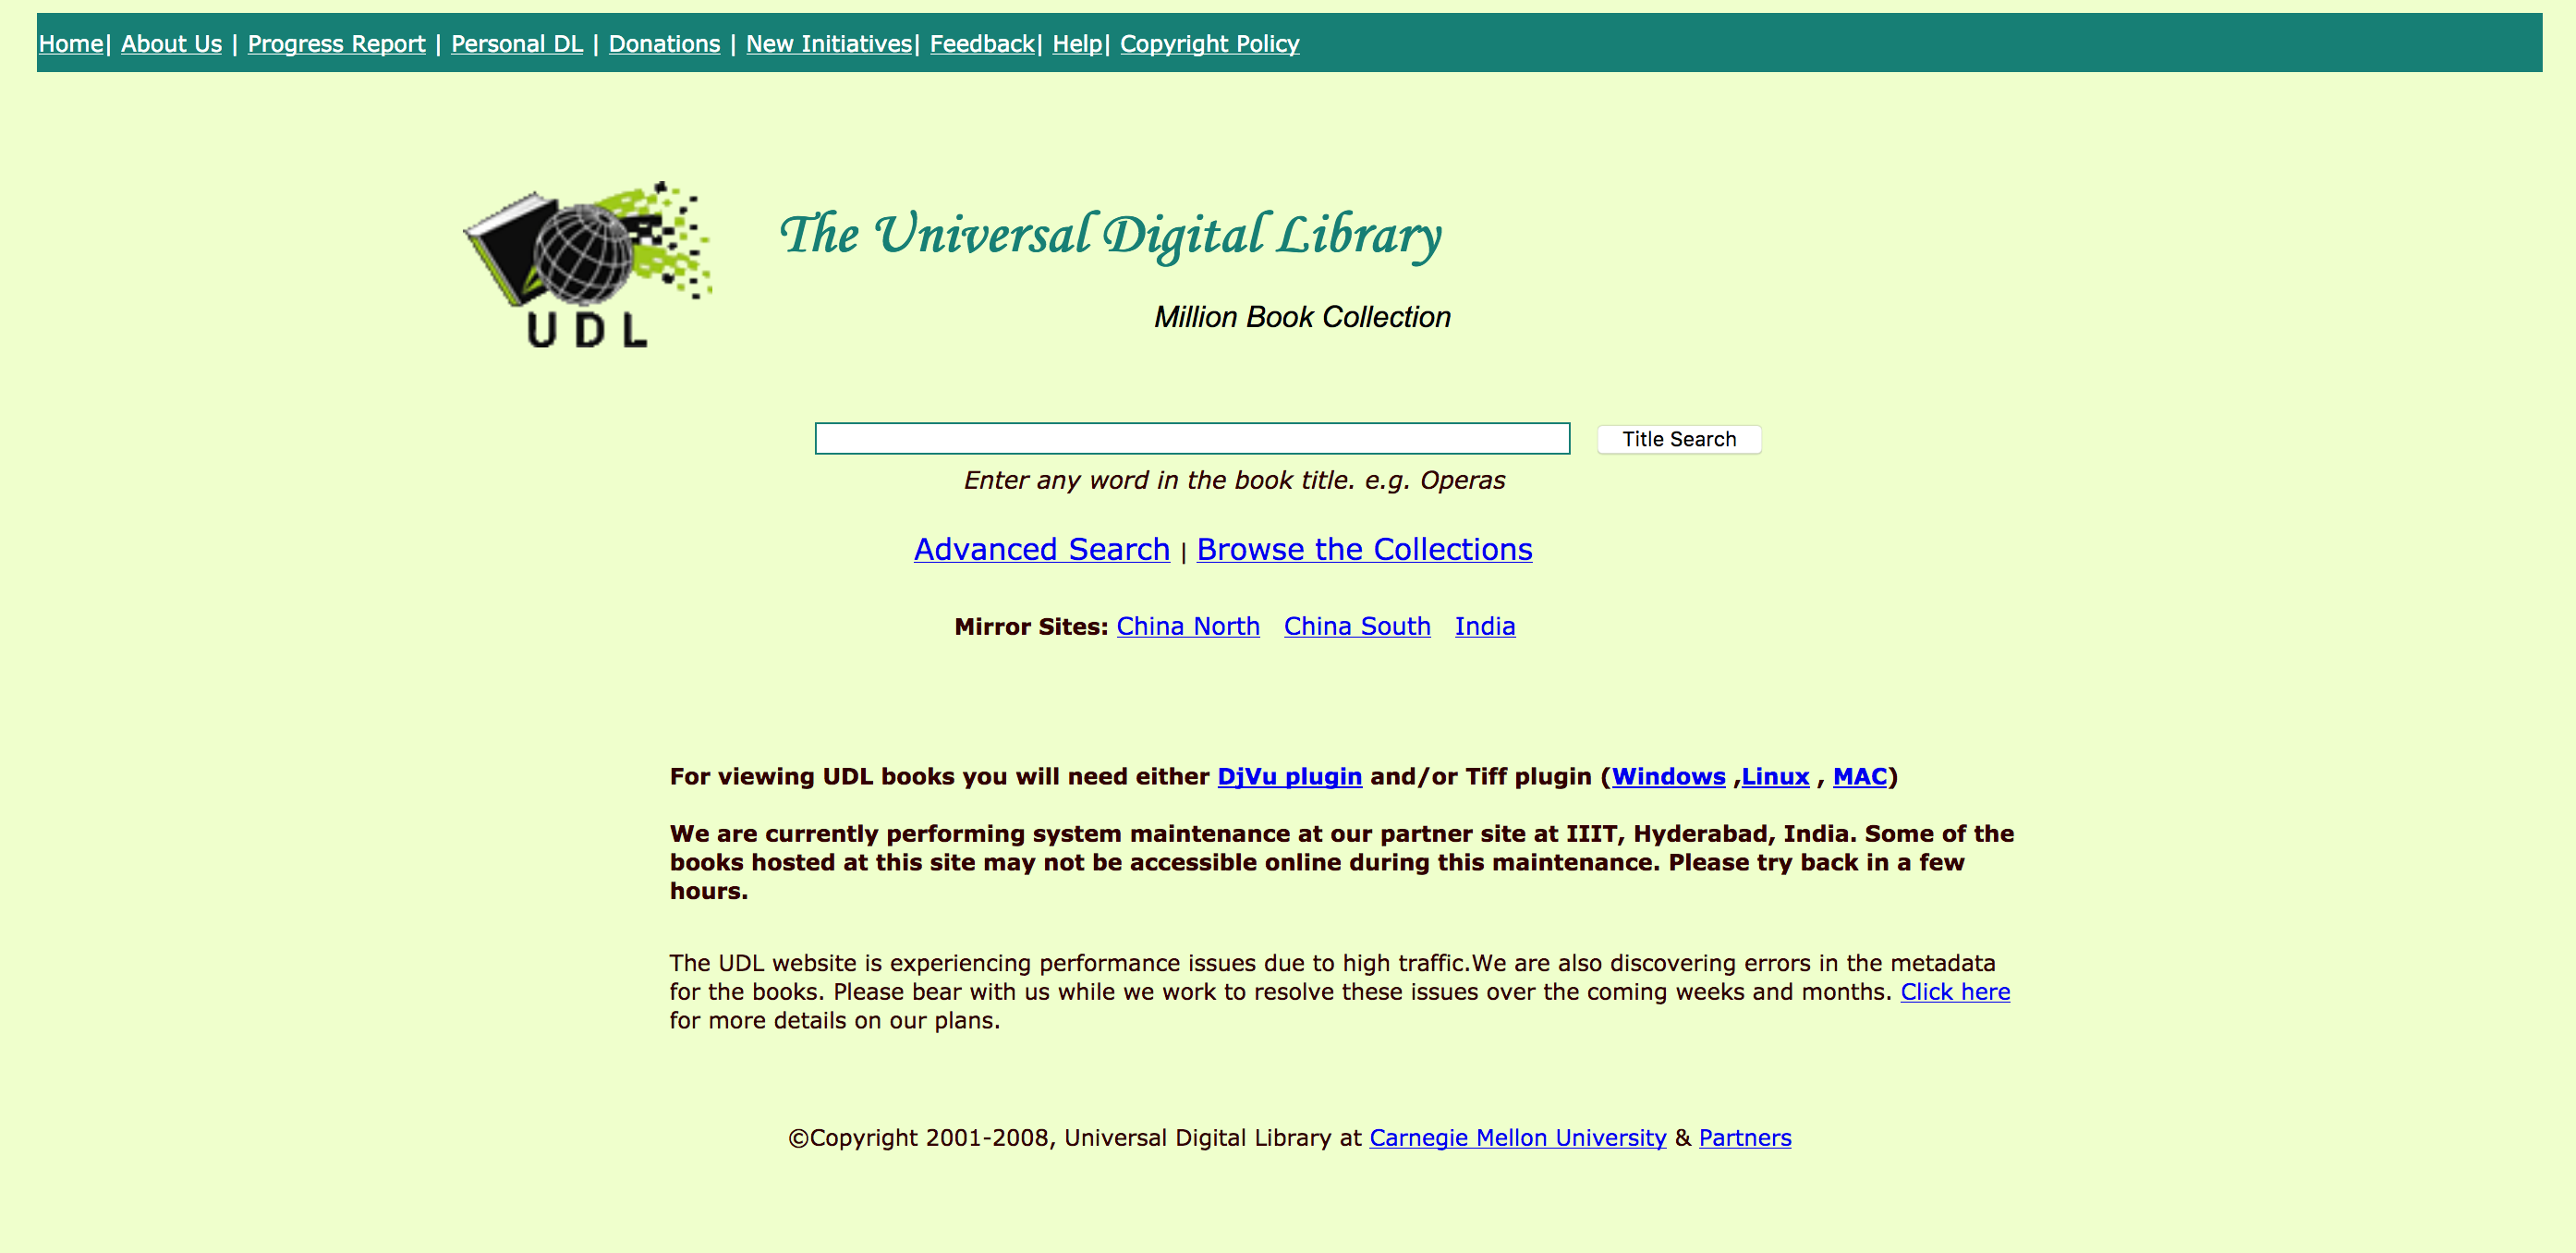 Home| About Us | Progress Report | Personal DL | Donations | New Initiatives| Feedback| Help| Copyright Policy
UDL
The Universal Digital Library
Million Book Collection
Title Search
Enter any word in the book title. e.g. Operas
Advanced Search | Browse the Collections
Mirror Sites: China North China South India
For viewing UDL books you will need either DjVu plugin and/or Tiff plugin (Windows ,Linux , MAC)
We are currently performing system maintenance at our partner site at IIIT, Hyderabad, India. Some of the
books hosted at this site may not be accessible online during this maintenance. Please try back in a few
hours.
The UDL website is experiencing performance issues due to high traffic.We are also discovering errors in the metadata
for the books. Please bear with us while we work to resolve these issues over the coming weeks and months. Click here
for more details on our plans.
©Copyright 2001-2008, Universal Digital Library at Carnegie Mellon University & Partners